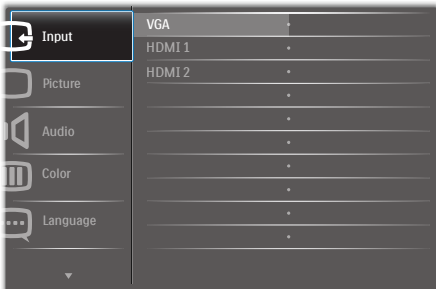 Input
Picture
Audio
Color
Language
VGA
HDMI 1
HDMI 2